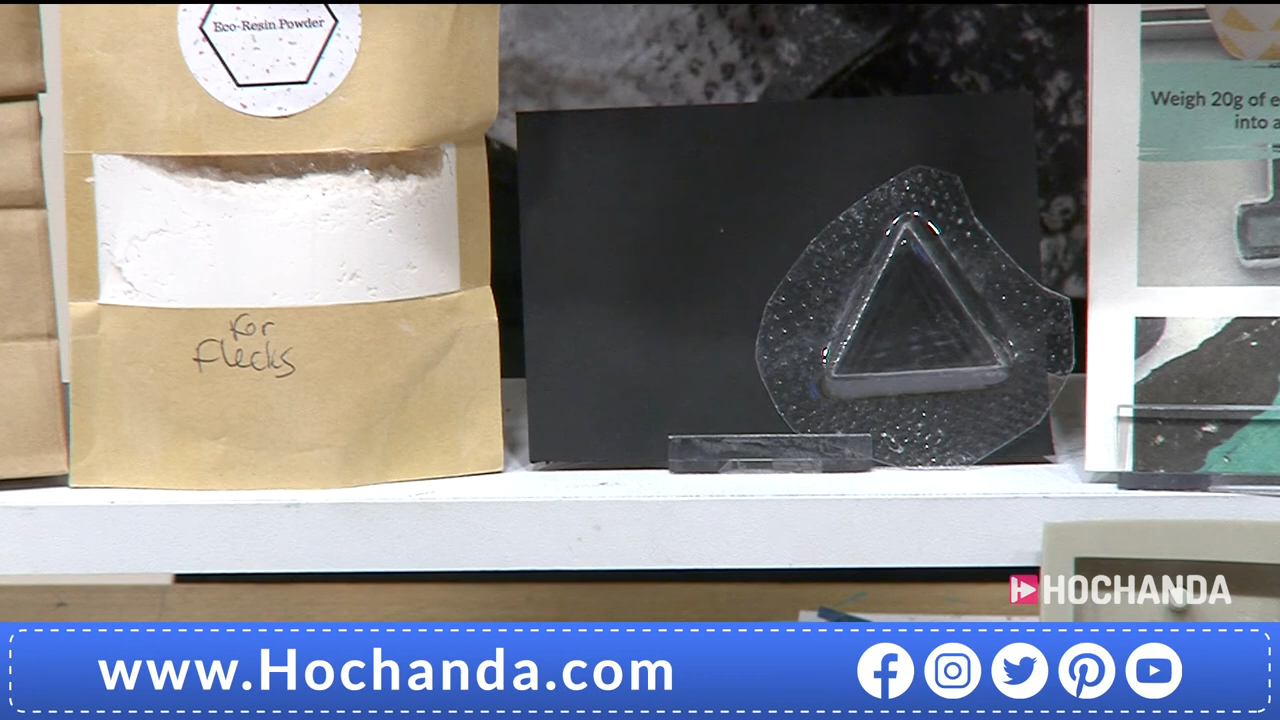 Eco-Resin Powder
For
Flecks
Weigh 20g of e
into a
HOCHANDA
www.Hochanda.com